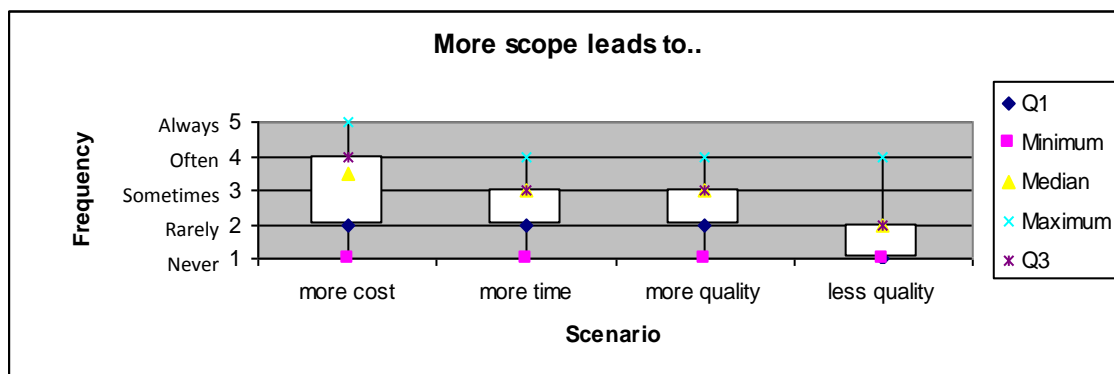 More scope leads to..
Frequency
Always 5
Often 4
Sometimes 3
Rarely 2
Never 1
more cost more time more quality less quality
Scenario
Q1
Minimum
Median
Maximum
Q3